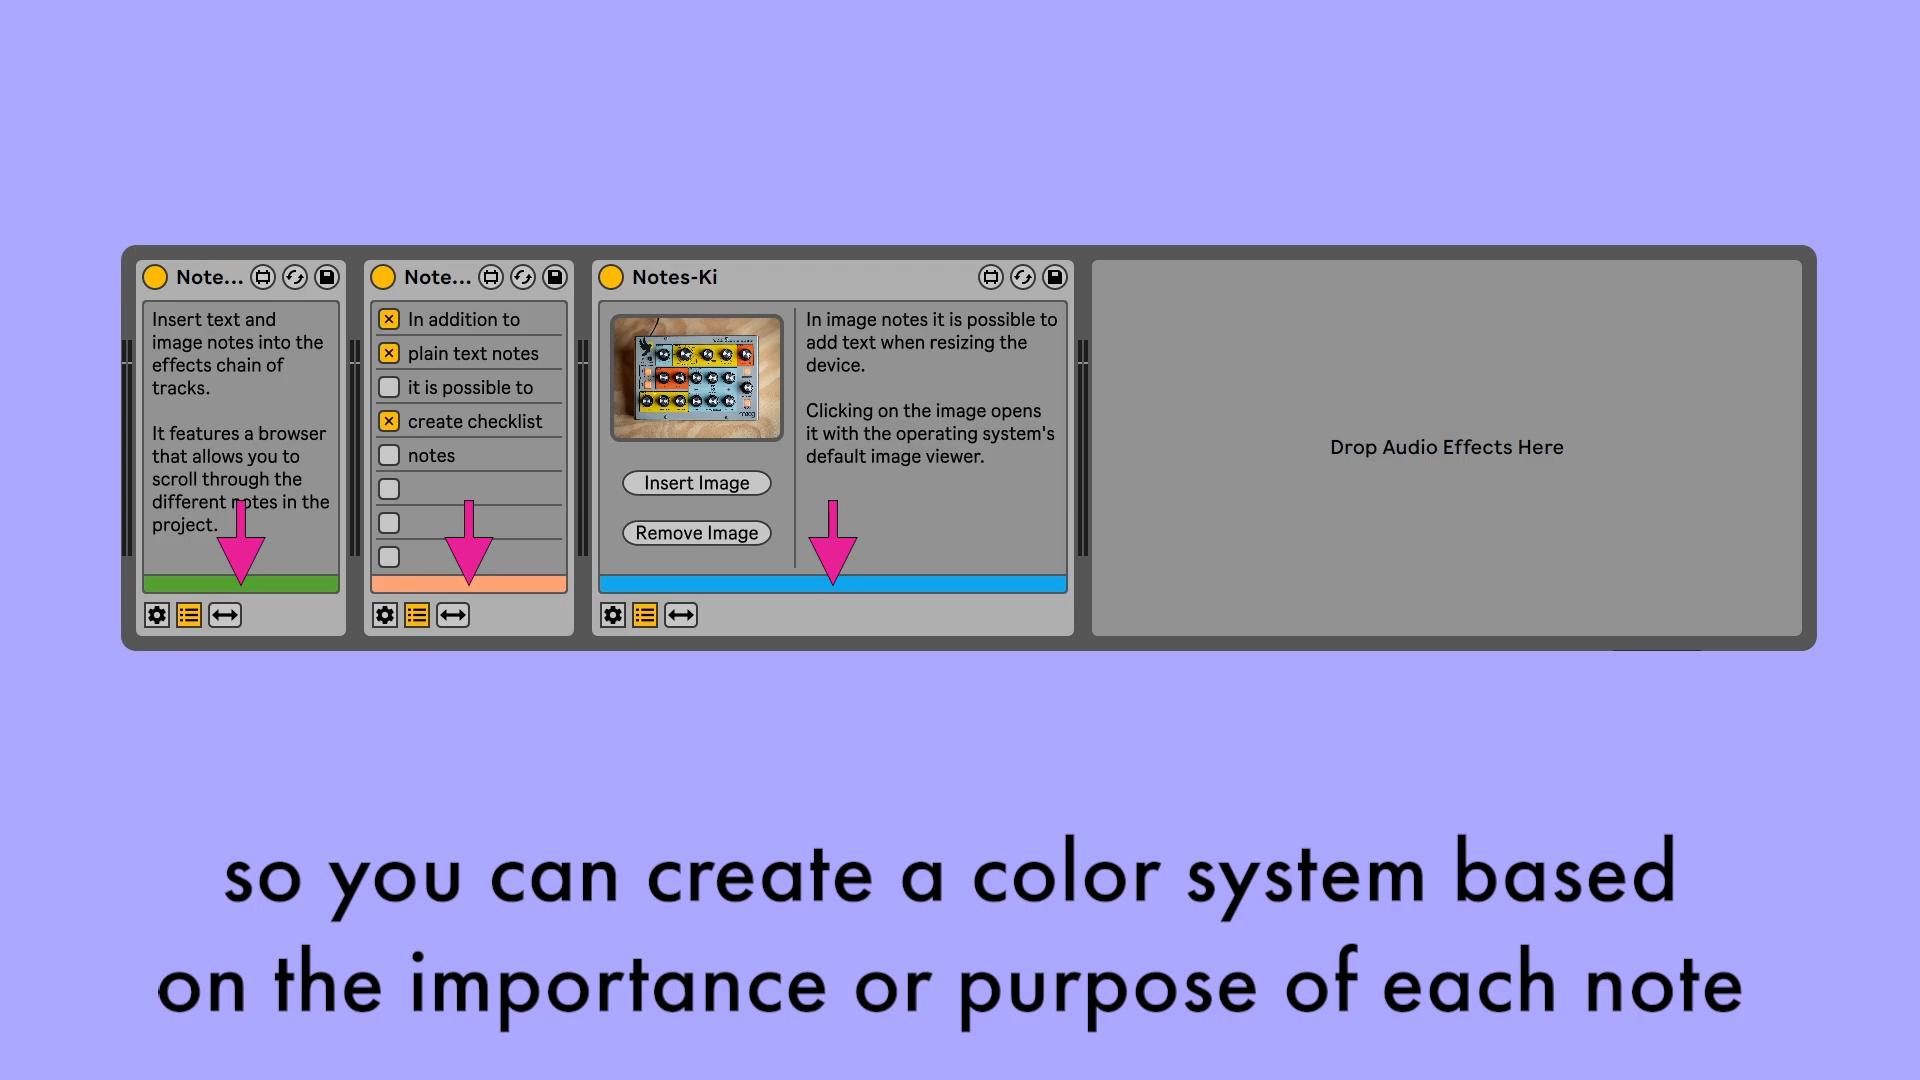 Note...
Insert text and
image notes into the
effects chain of
tracks.
It features a browser
that allows you to
scroll through the
different notes in the
project.
Note...
In addition to
plain text notes
it is possible to
create checklist
notes
Notes-Ki
Insert Image
Remove Image
In image notes it is possible to
add text when resizing the
device.
Clicking on the image opens
it with the operating system's
default image viewer.
Drop Audio Effects Here
so you can create a color system based
on the importance or purpose of each note